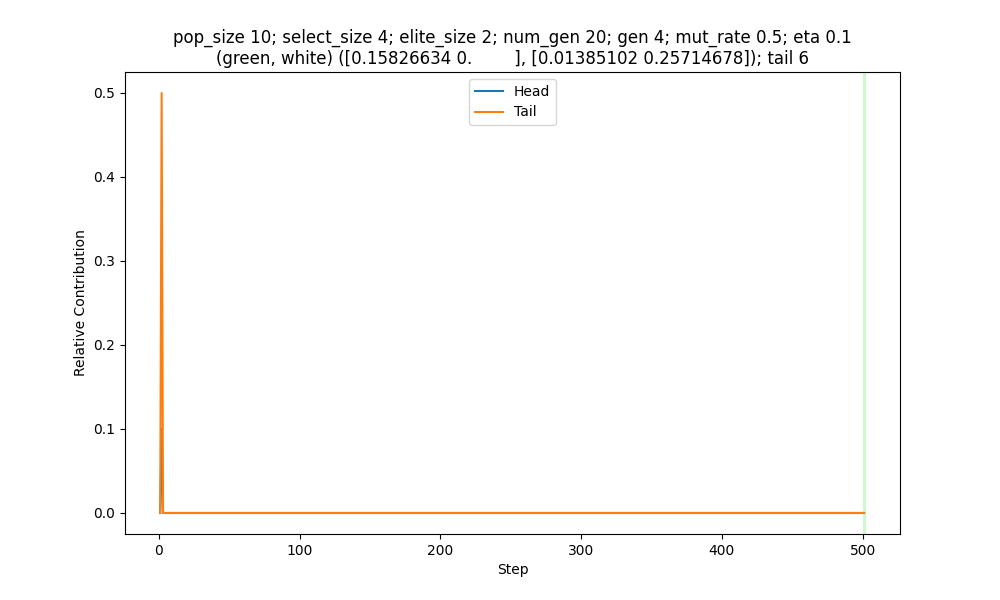 pop_size 10; select_size 4; elite_size 2; num_gen 20; gen 4; mut_rate 0.5; eta 0.1
(green, white) ([0.15826634 0.        ], [0.01385102 0.25714678]); tail 6
Head
Tail
0.5
0.4
0.3
0.2
0.1
0.0
Relative Contribution
0 100 200 300 400 500
Step